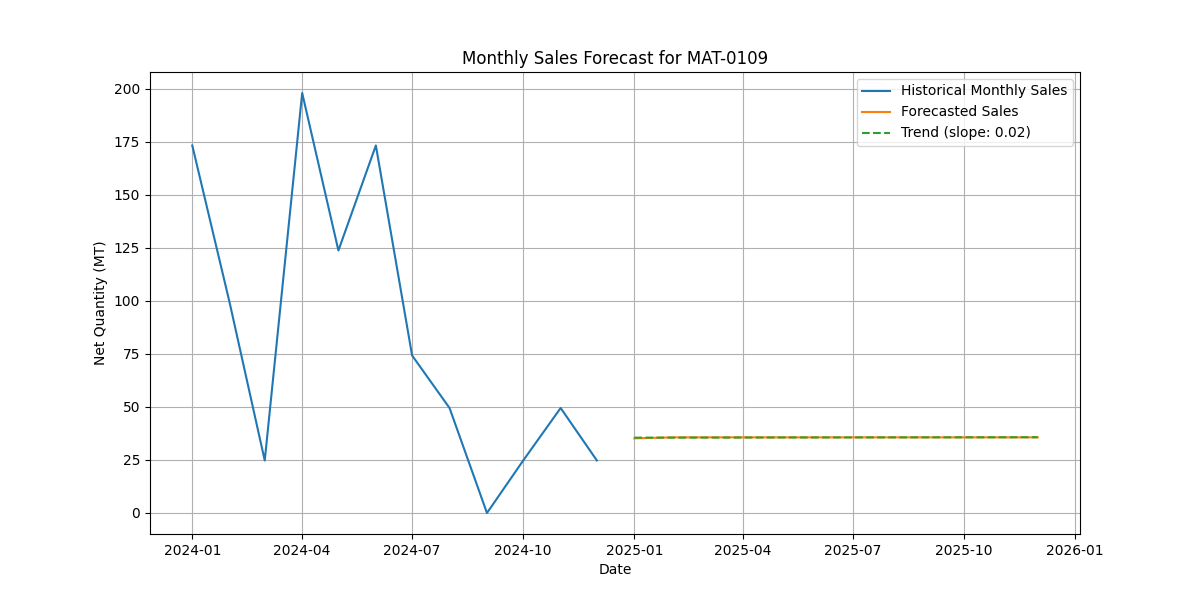 Monthly Sales Forecast for MAT-0109
Historical Monthly Sales
Forecasted Sales
Trend (slope: 0.02)
Net Quantity (MT)
200
175
150
125
100
75
50
25
0
2024-01 2024-04 2024-07 2024-10 2025-01 2025-04 2025-07 2025-10 2026-01
Date